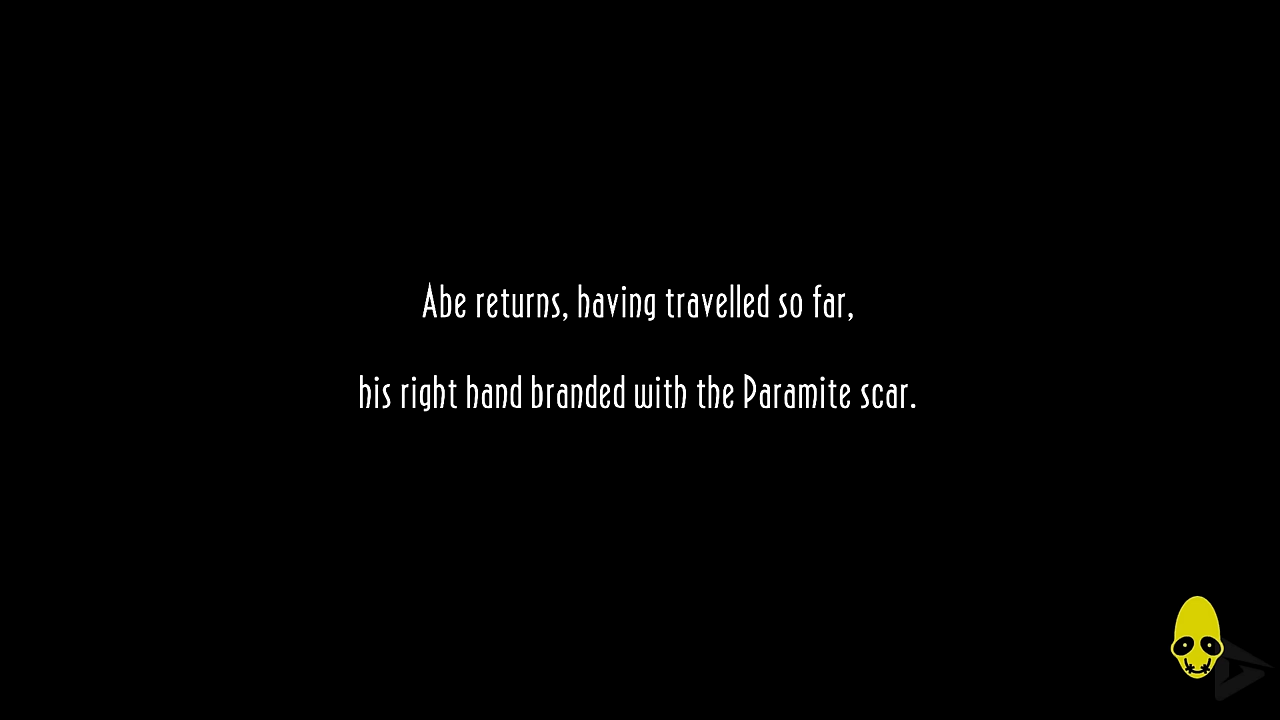 Abe returns, having travelled so far,
his right hand branded with the Paramite scar.